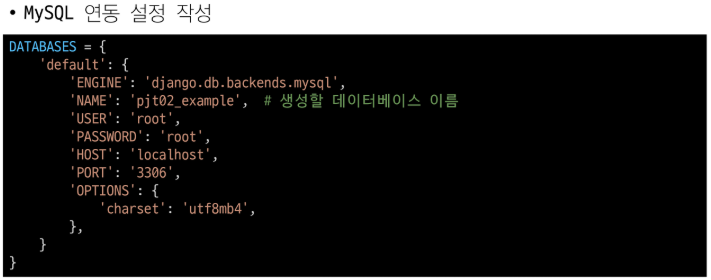 • MySQL 연동 설정 작성
DATABASES = {
    'default': {
        'ENGINE': 'django.db.backends.mysql',
        'NAME': 'pjt02_example',  # 생성할 데이터베이스 이름
        'USER': 'root',
        'PASSWORD': 'root',
        'HOST': 'localhost',
        'PORT': '3306',
        'OPTIONS': {
            'charset': 'utf8mb4',
        },
    }
}